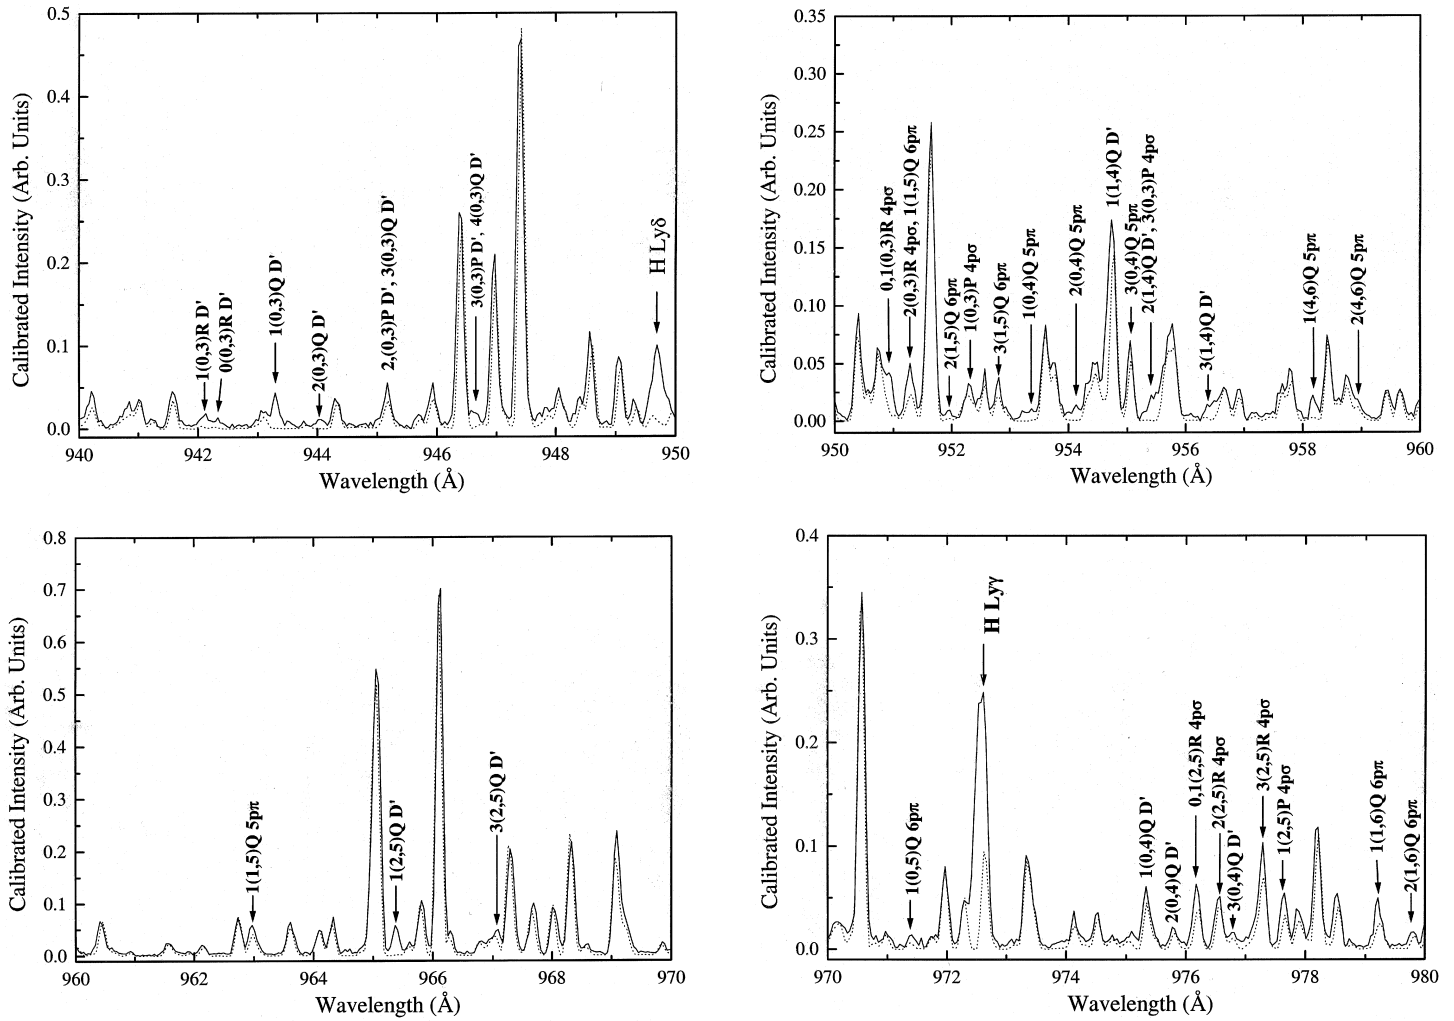 0.5
0.4
0.3
0.2
0.1
0.0
Calibrated Intensity (Arb. Units)
1(0,3)R D'
0(0,3)R D'
1(0,3)Q D'
2(0,3)Q D'
2,(0,3)P D', 3(0,3)Q D'
3(0,3)P D', 4(0,3)Q D'
H Lyδ
940
942
944
946
948
950
Wavelength (Å)
0.35
0.30
0.25
0.20
0.15
0.10
0.05
0.00
Calibrated Intensity (Arb. Units)
0,1(0,3)R 4pσ
2(0,3)R 4pσ, 1(1,5)Q 6pπ
2(1,5)Q 6pπ
1(0,3)P 4pσ
3(1,5)Q 6pπ
1(0,4)Q 5pπ
2(0,4)Q 5pπ
1(1,4)Q D'
3(0,4)Q 5pπ
2(1,4)Q D', 3(0,3)P 4pσ
3(1,4)Q D'
1(4,6)Q 5pπ
2(4,6)Q 5pπ
950
952
954
956
958
960
Wavelength (Å)
0.8
0.7
0.6
0.5
0.4
0.3
0.2
0.1
0.0
Calibrated Intensity (Arb. Units)
1(1,5)Q 5pπ
1(2,5)Q D'
3(2,5)Q D'
960
962
964
966
968
970
Wavelength (Å)
0.4
0.3
0.2
0.1
0.0
Calibrated Intensity (Arb. Units)
1(0,5)Q 6pπ
H Lyγ
1(0,4)Q D'
2(0,4)Q D'
0,1(2,5)R 4pσ
2(2,5)R 4pσ
3(0,4)Q D'
3(2,5)R 4pσ
1(2,5)P 4pσ
1(1,6)Q 6pπ
2(1,6)Q 6pπ
970
972
974
976
978
980
Wavelength (Å)